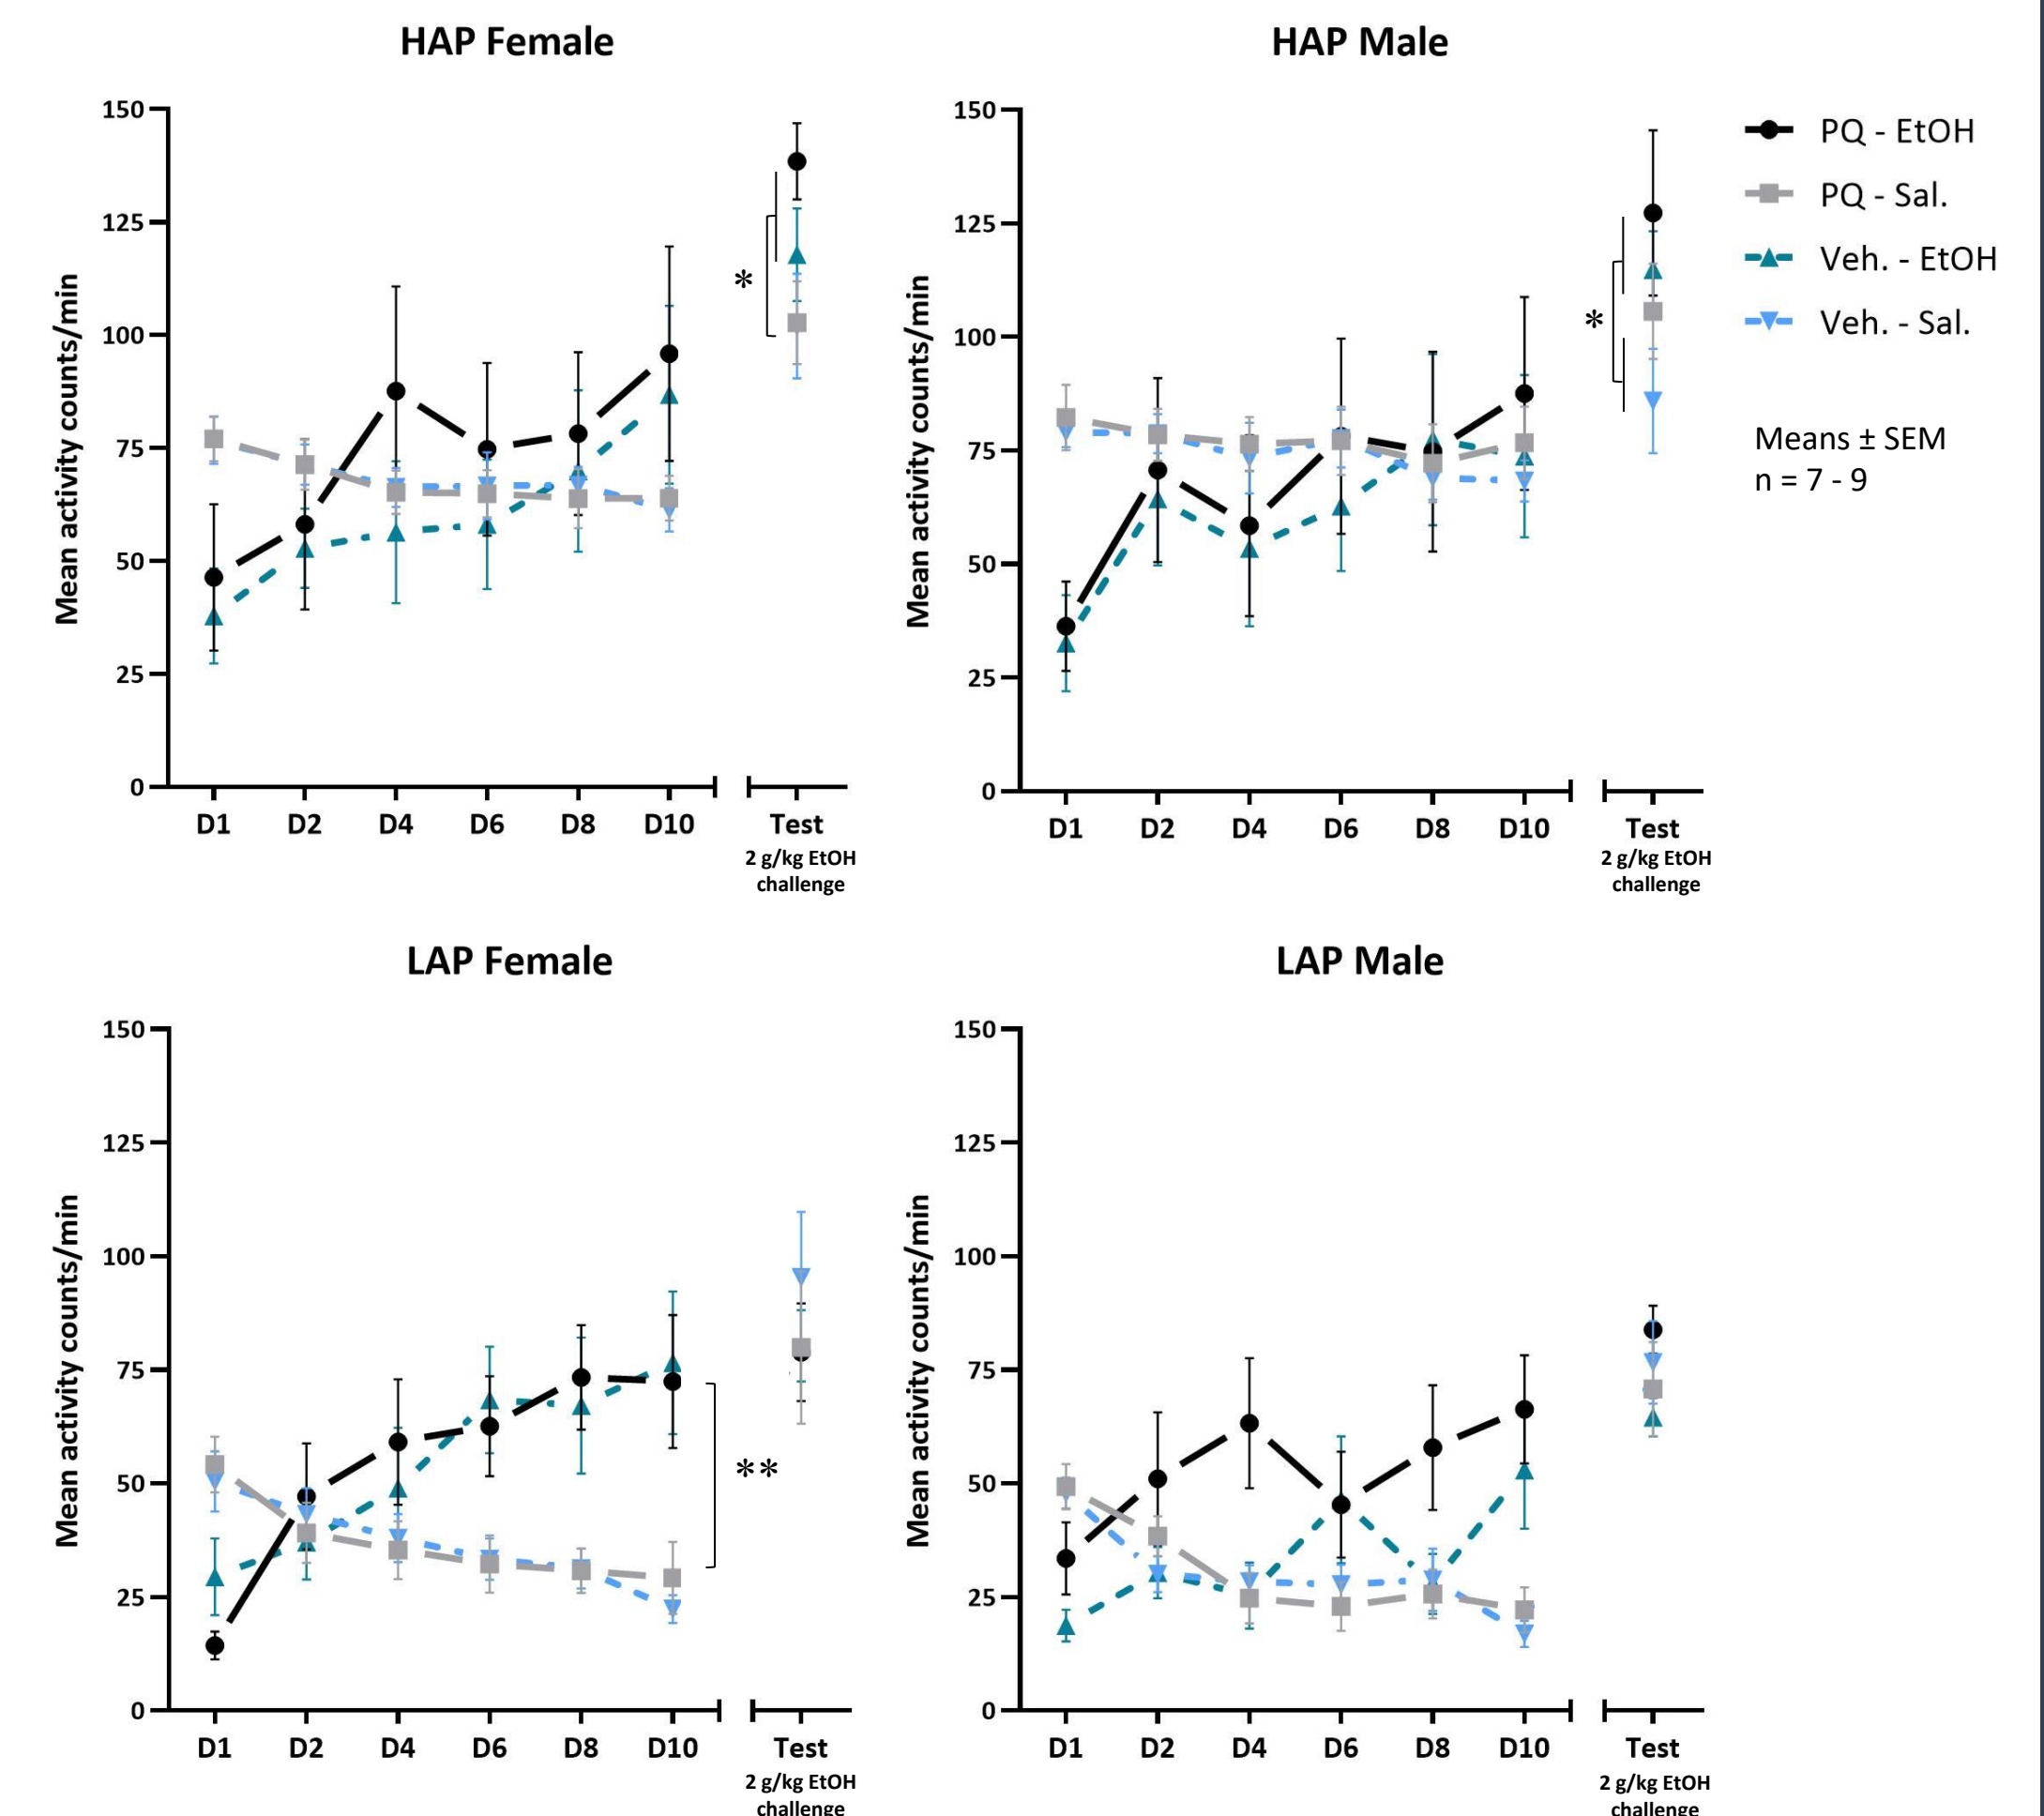 HAP Female
Mean activity counts/min
150
125
100
75
50
25
0
*
D1 D2 D4 D6 D8 D10 Test
2 g/kg EtOH
challenge
HAP Male
Mean activity counts/min
150
125
100
75
50
25
0
*
D1 D2 D4 D6 D8 D10 Test
2 g/kg EtOH
challenge
PQ - EtOH
PQ - Sal.
Veh. - EtOH
Veh. - Sal.
Means ± SEM
n = 7 - 9
LAP Female
Mean activity counts/min
150
125
100
75
50
25
0
**
D1 D2 D4 D6 D8 D10 Test
2 g/kg EtOH
challenge
LAP Male
Mean activity counts/min
150
125
100
75
50
25
0
D1 D2 D4 D6 D8 D10 Test
2 g/kg EtOH
challenge